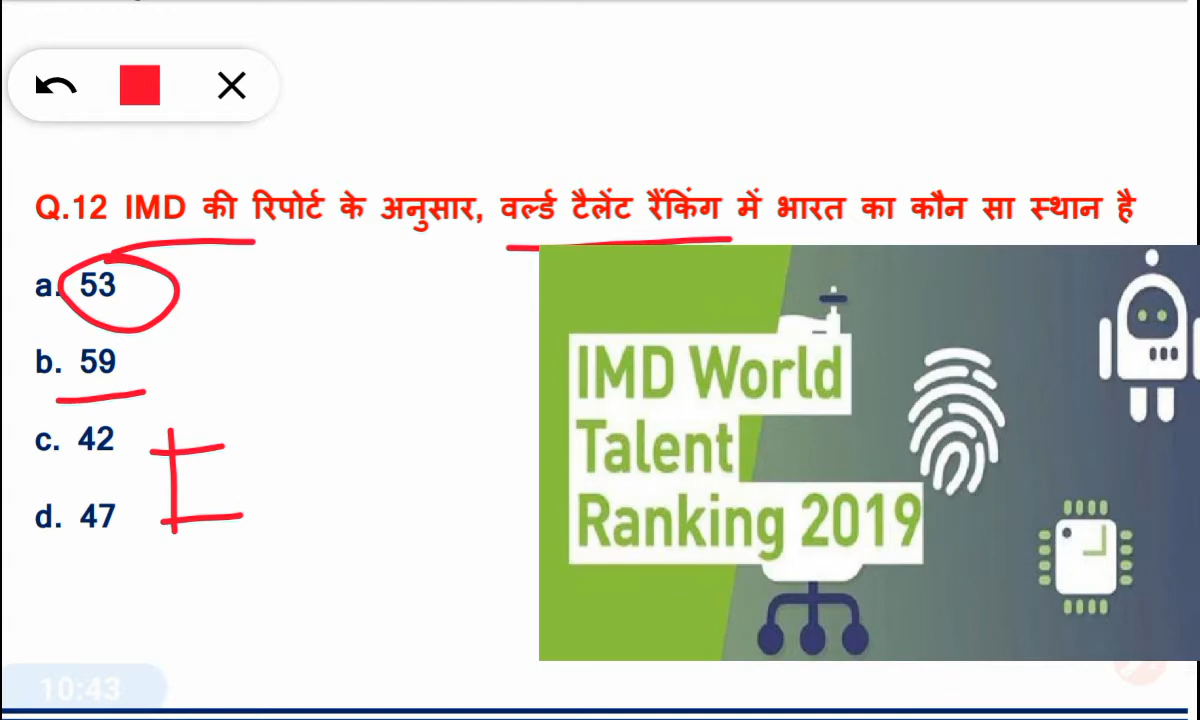 Q.12 IMD की रिपोर्ट के अनुसार, वर्ल्ड टैलेंट रैंकिंग में भारत का कौन सा स्थान है
a. 53
b. 59
c. 42
d. 47
IMD World
Talent
Ranking 2019
10:43